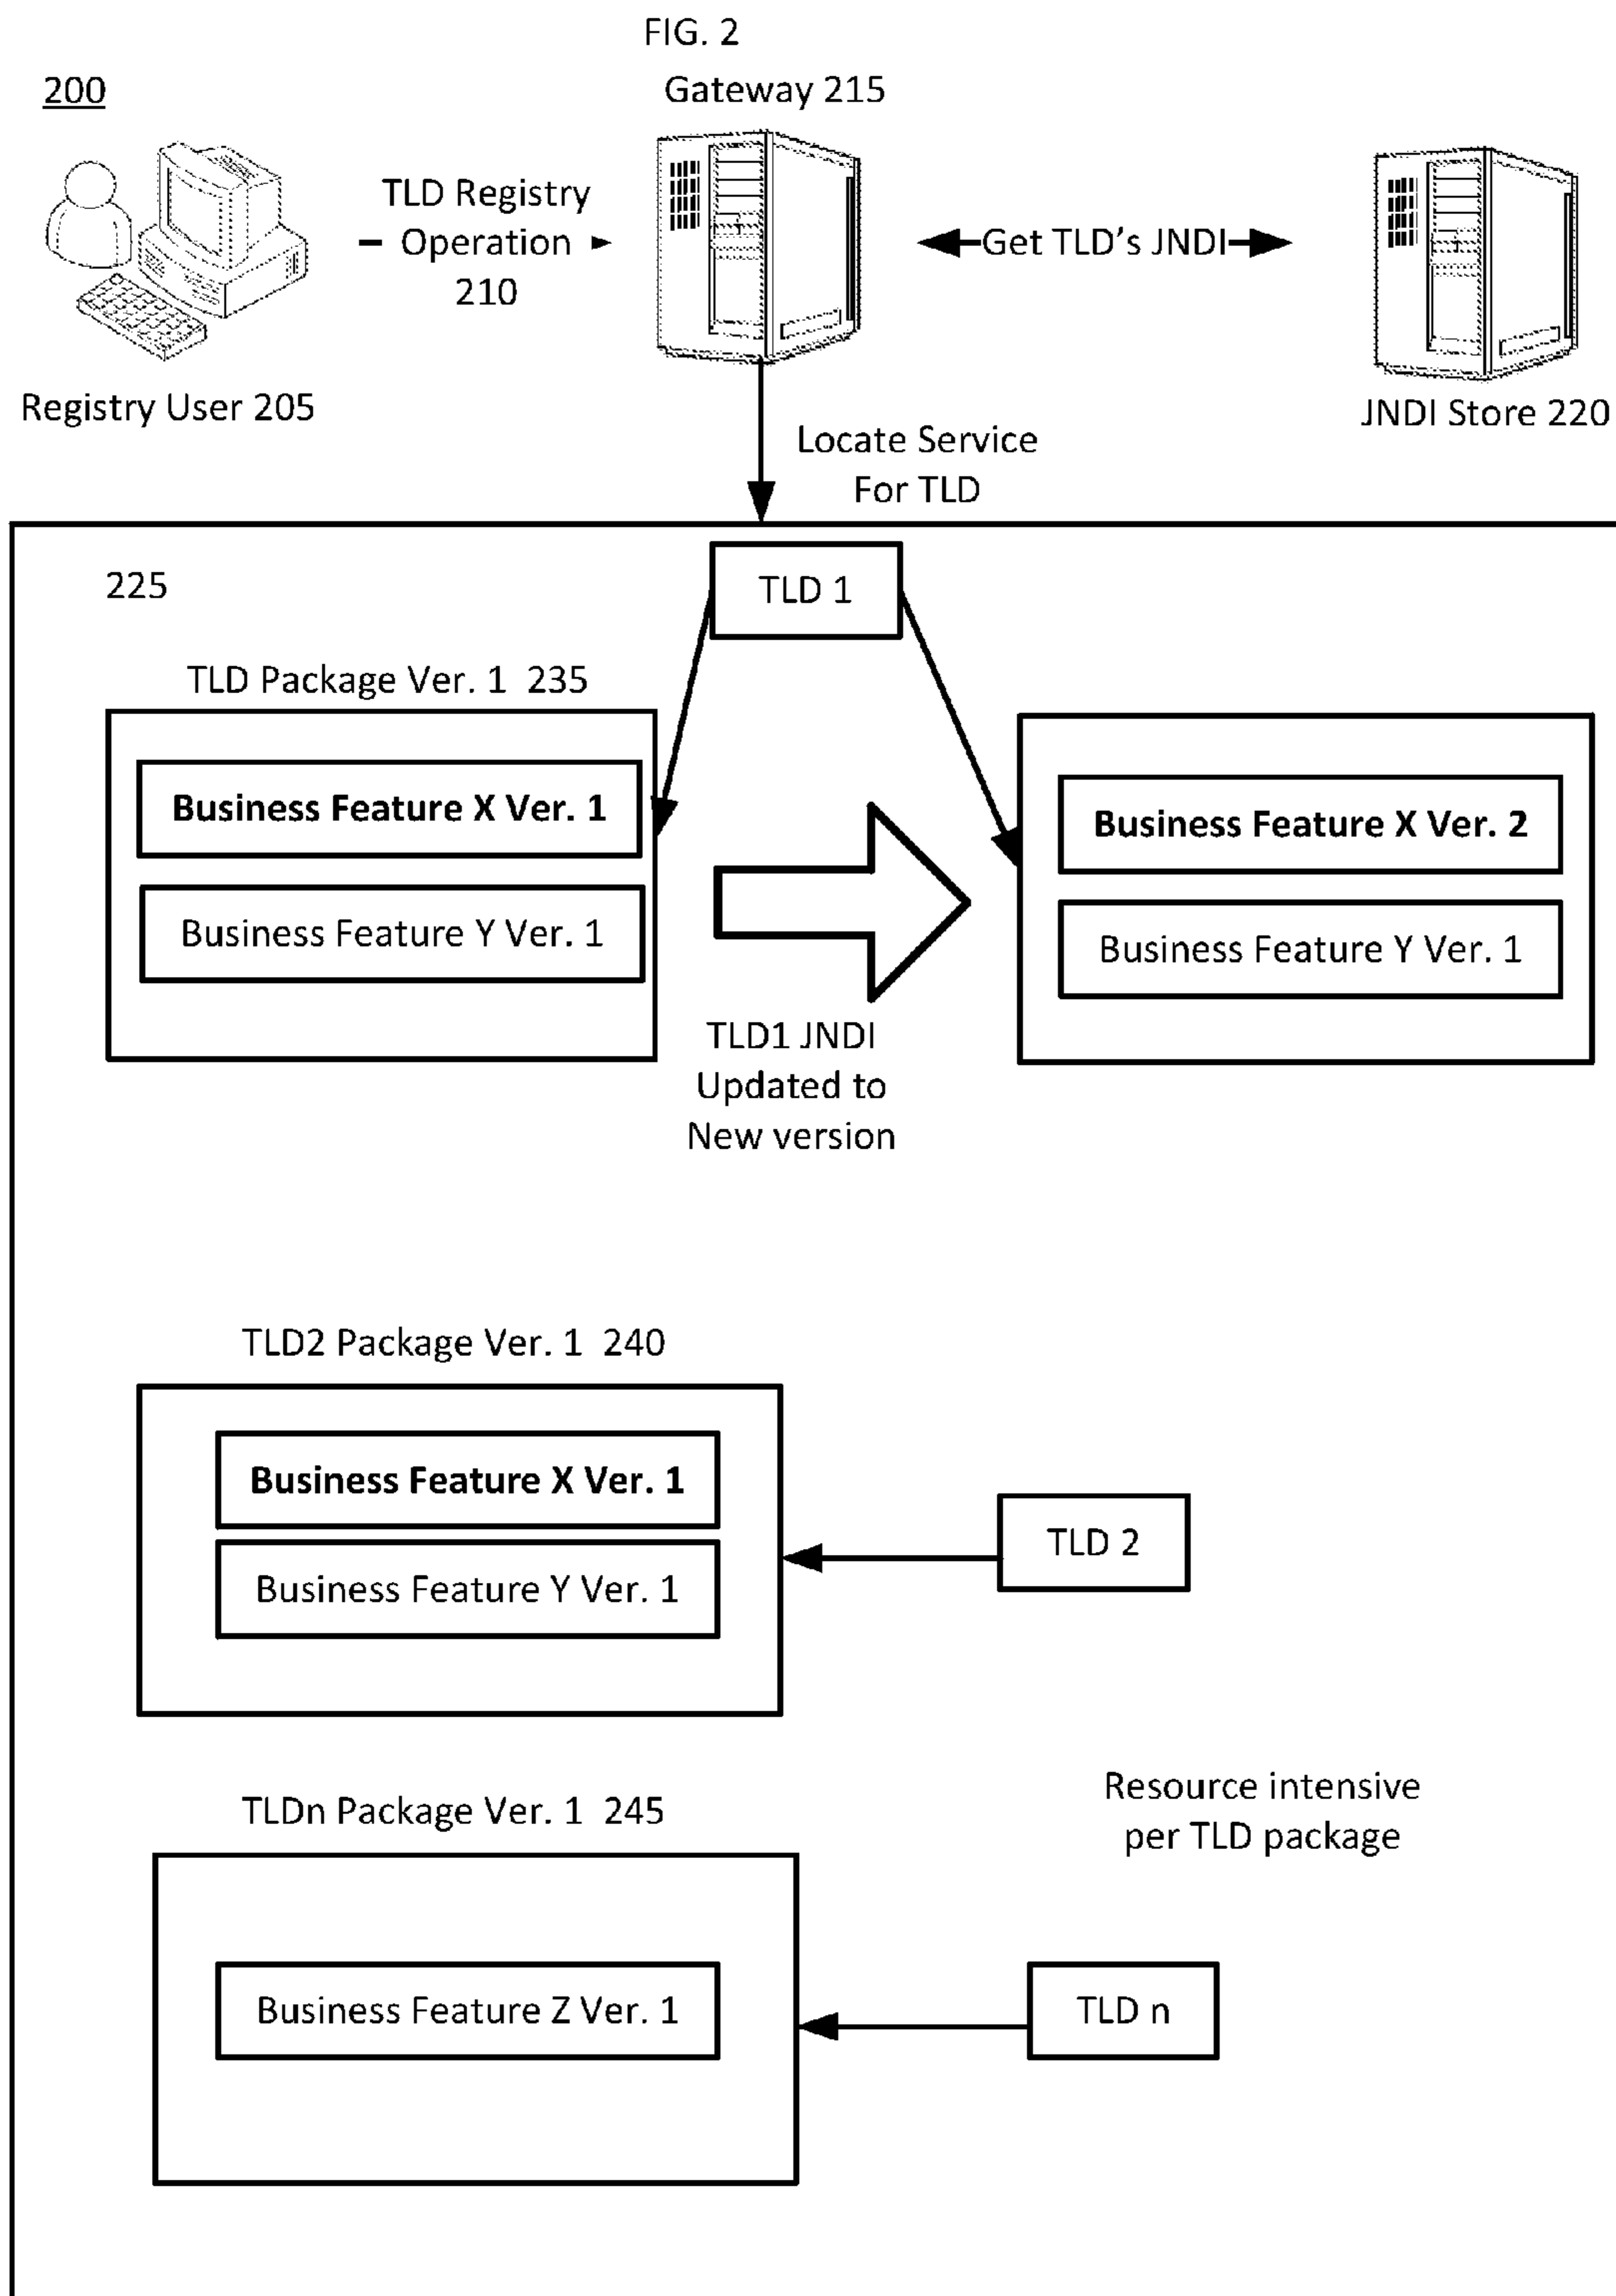 FIG. 2
200
Gateway 215
TLD Registry
Operation
210
Get TLD's JNDI
Registry User 205
JNDI Store 220
Locate Service
For TLD
225
TLD 1
TLD Package Ver. 1 235
Business Feature X Ver. 1
Business Feature Y Ver. 1
Business Feature X Ver. 2
Business Feature Y Ver. 1
TLD1 JNDI
Updated to
New version
TLD2 Package Ver. 1 240
Business Feature X Ver. 1
Business Feature Y Ver. 1
TLD 2
Resource intensive
per TLD package
TLDn Package Ver. 1 245
Business Feature Z Ver. 1
TLD n